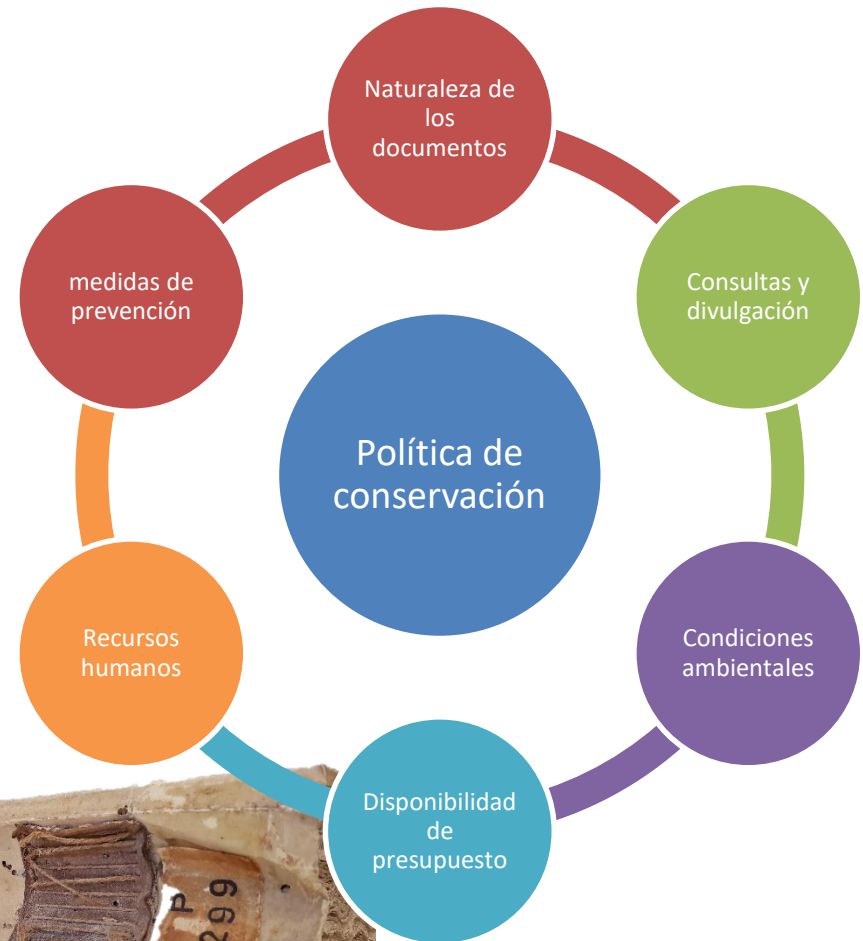 Naturaleza de
los
documentos
Consultas y
divulgación
Condiciones
ambientales
Disponibilidad
de
presupuesto
Recursos
humanos
medidas de
prevención
Política de
conservación
P
299